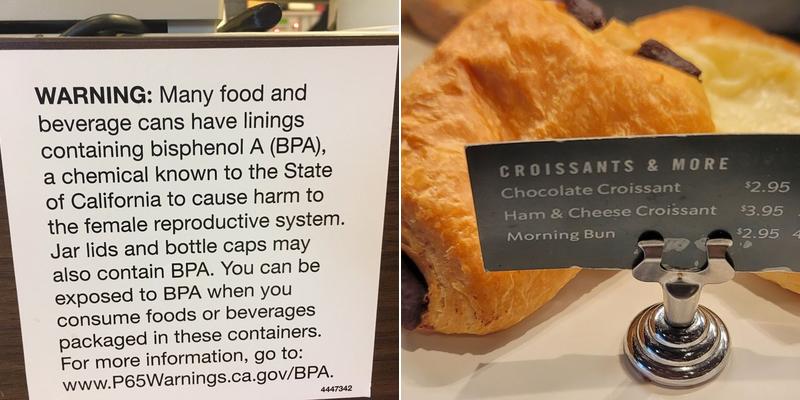 WARNING: Many food and
beverage cans have linings
containing bisphenol A (BPA),
a chemical known to the State
of California to cause harm to
the female reproductive system.
Jar lids and bottle caps may
also contain BPA. You can be
exposed to BPA when you
consume foods or beverages
packaged in these containers.
For more information, go to:
www.P65Warnings.ca.gov/BPA.
4447342
CROISSANTS & MORE
Chocolate Croissant $2.95
Ham & Cheese Croissant $3.95
Morning Bun $2.95